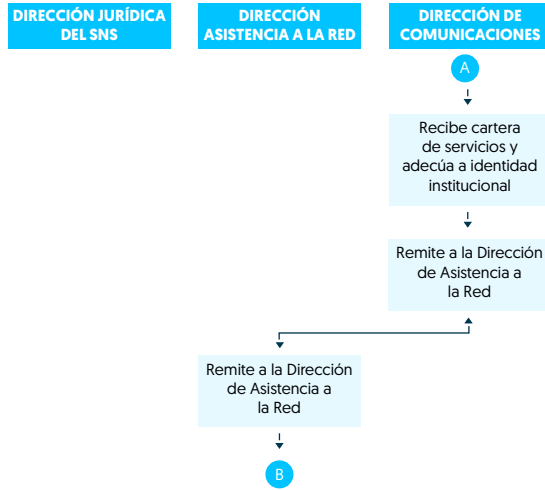 DIRECCIÓN JURÍDICA
DEL SNS
DIRECCIÓN
ASISTENCIA A LA RED
DIRECCIÓN DE
COMUNICACIONES
A
Recibe cartera
de servicios y
adecúa a identidad
institucional
Remite a la Dirección
de Asistencia a
la Red
Remite a la Dirección
de Asistencia a
la Red
B